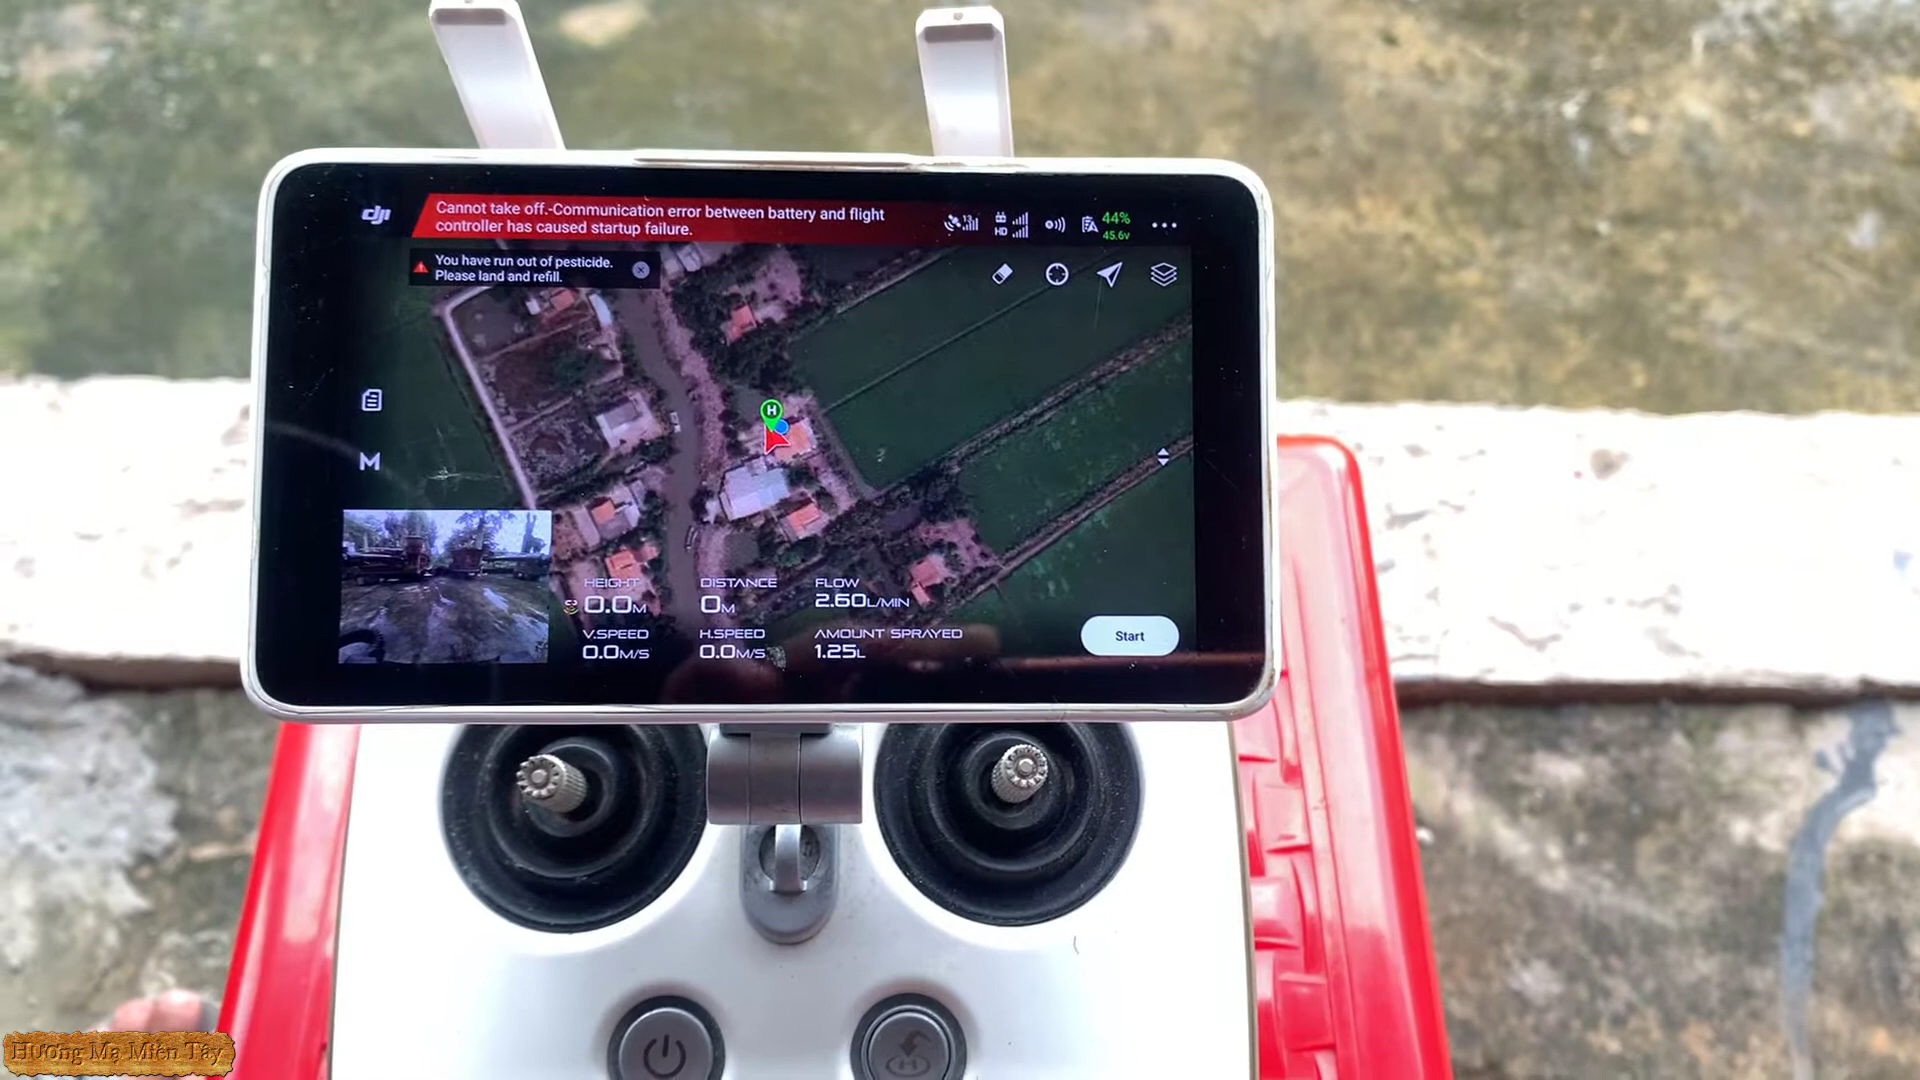 dji
Cannot take off.-Communication error between battery and flight
controller has caused startup failure.
13
HD
44%
45.6v
You have run out of pesticide.
Please land and refill.
H
M
HEIGHT
0.0M
DISTANCE
0M
FLOW
2.60L/MIN
V.SPEED
0.0M/S
H.SPEED
0.0M/S
AMOUNT SPRAYED
1.25L
Start
H
Hương Mạ Miền Tây